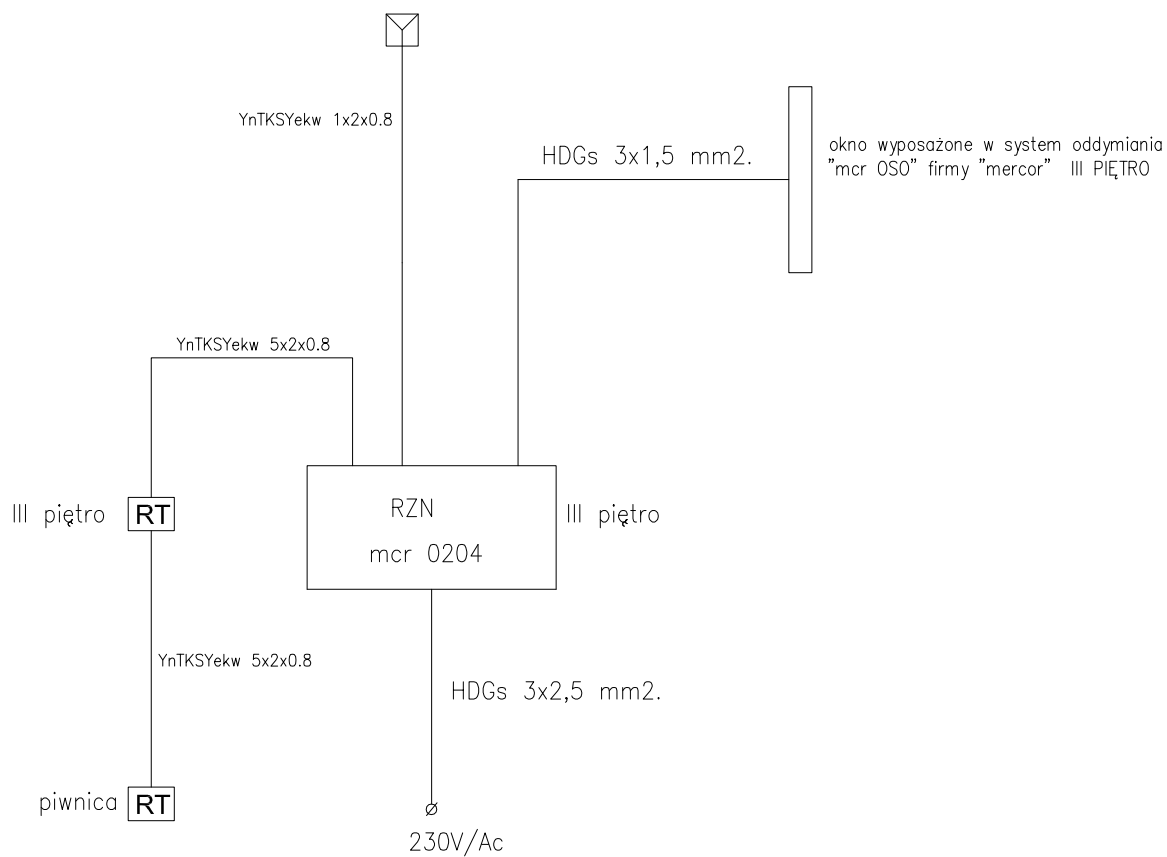 YnTKSYekw 1x2x0.8
HDGs 3x1,5 mm2.
okno wyposażone w system oddymiania
"mcr OSO" firmy "mercor" III PIĘTRO
YnTKSYekw 5x2x0.8
III piętro
RT
RZN
mcr 0204
III piętro
YnTKSYekw 5x2x0.8
HDGs 3x2,5 mm2.
piwnica
RT
230V/Ac